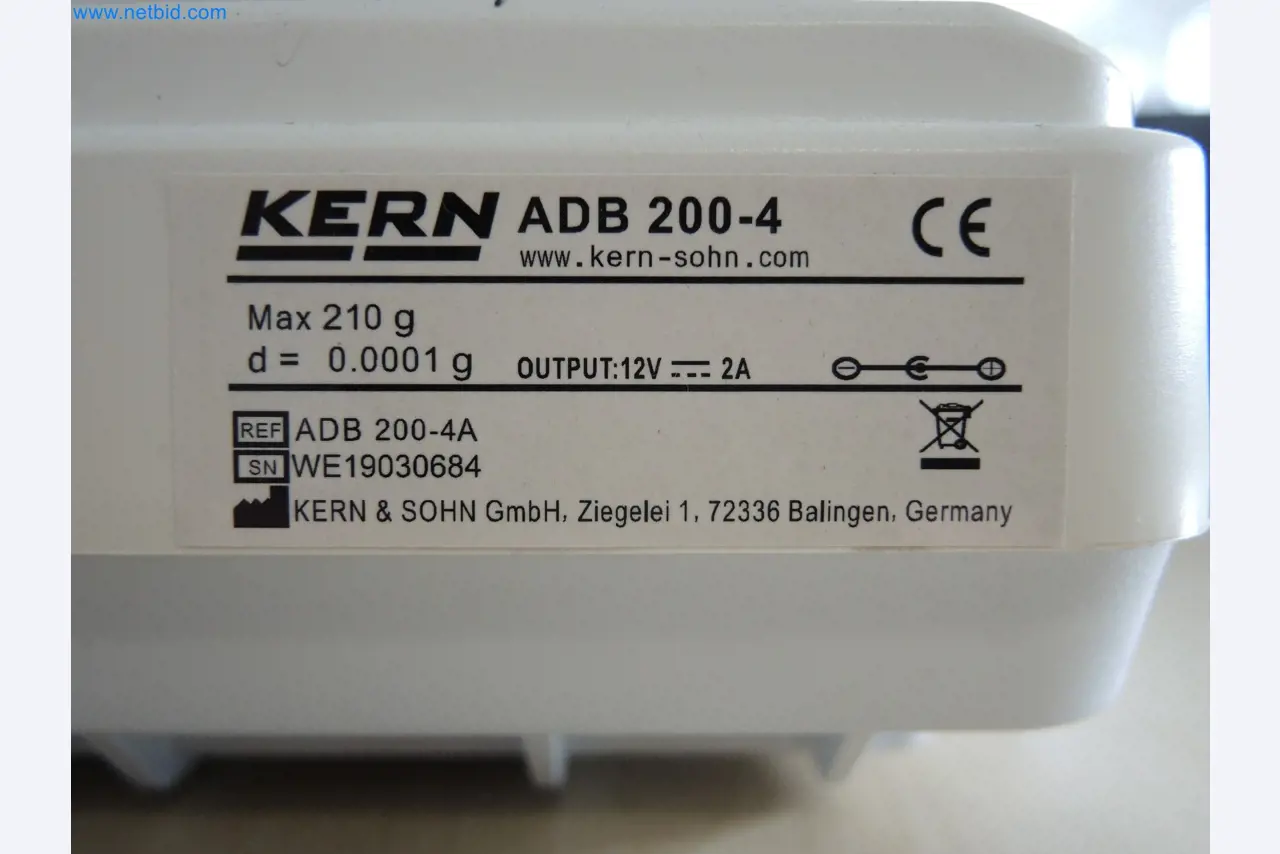 www.netbid.com
KERN ADB 200-4 CE
www.kern-sohn.com
Max 210 g
d = 0.0001 g OUTPUT:12V 2A
REF ADB 200-4A
SN WE19030684
KERN & SOHN GmbH, Ziegelei 1, 72336 Balingen, Germany